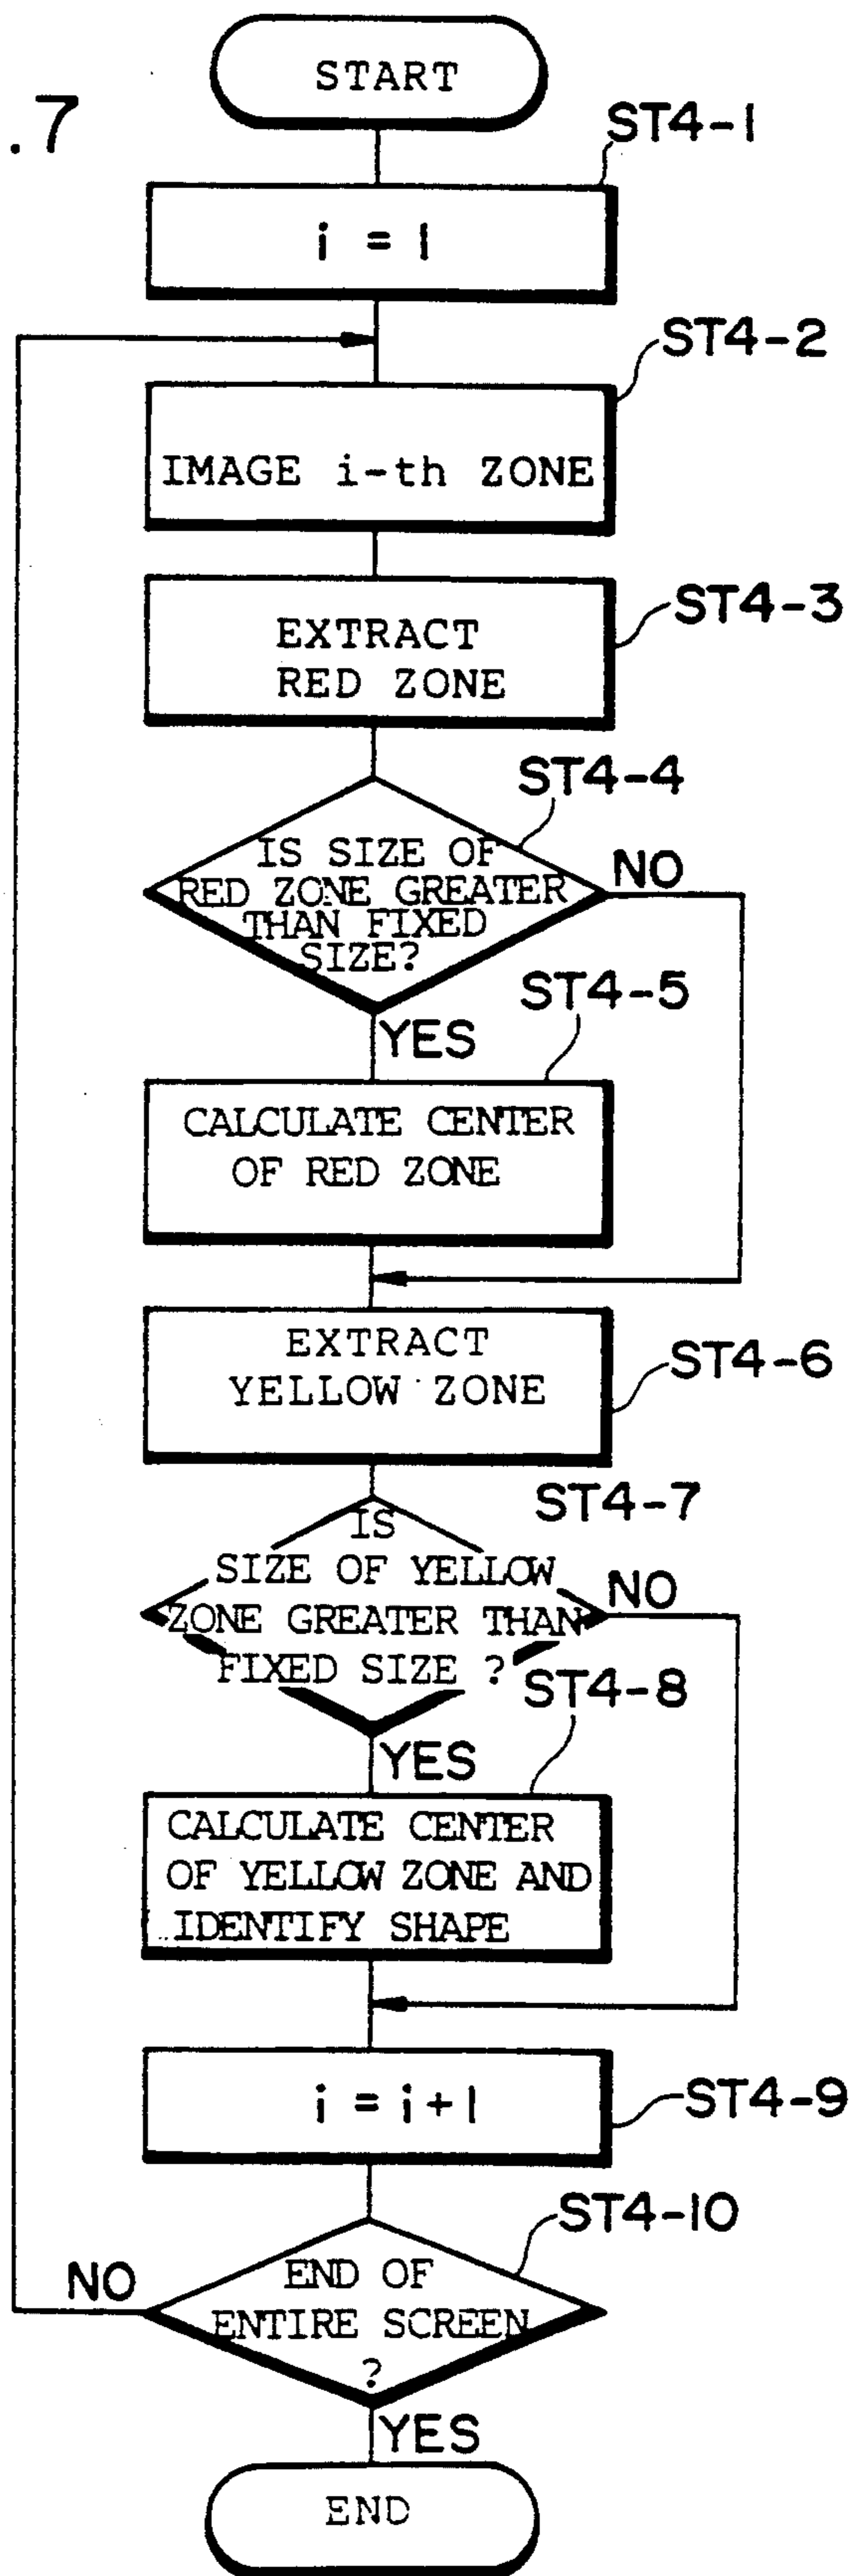 .7
START
ST4-1
i = 1
ST4-2
IMAGE i-th ZONE
ST4-3
EXTRACT
RED ZONE
ST4-4
IS SIZE OF
RED ZONE GREATER
THAN FIXED
SIZE?
NO
YES
ST4-5
CALCULATE CENTER
OF RED ZONE
EXTRACT
YELLOW ZONE
ST4-6
ST4-7
IS
SIZE OF YELLOW
ZONE GREATER THAN
FIXED SIZE ?
NO
YES
ST4-8
CALCULATE CENTER
OF YELLOW ZONE AND
IDENTIFY SHAPE
i = i+1
ST4-9
ST4-10
END OF
ENTIRE SCREEN
?
NO
YES
END